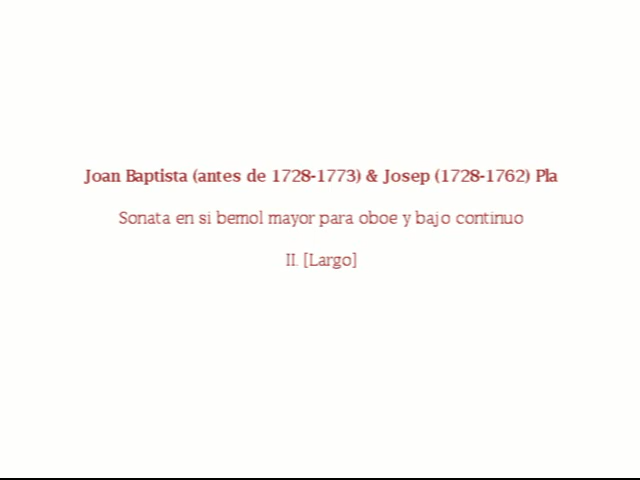 Joan Baptista (antes de 1728-1773) & Josep (1728-1762) Pla
Sonata en si bemol mayor para oboe y bajo continuo
II. [Largo]